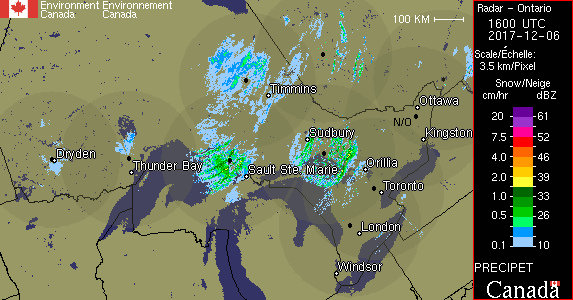 Environment Environnement
Canada Canada
Radar - Ontario
1600 UTC
2017-12-06
Scale/Échelle:
3.5 km/Pixel
Snow/Neige
cm/hr dBZ
20 61
7.5 57
7.5 52
4.0 46
2.0 39
1.0 33
0.5 26
0.1 10
PRECIPET
Canada
100 KM
Timmins
Ottawa
N/O
Kingston
Sudbury
Dryden
Thunder Bay
Sault Ste. Marie
Orillia
Toronto
London
Windsor